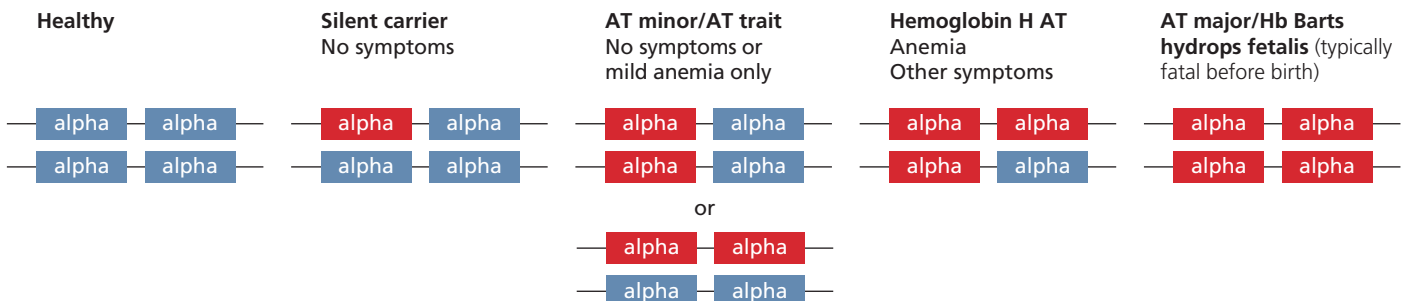 Healthy
Silent carrier
No symptoms
AT minor/AT trait
No symptoms or
mild anemia only
Hemoglobin H AT
Anemia
Other symptoms
AT major/Hb Barts
hydrops fetalis (typically
fatal before birth)
alpha alpha
alpha alpha
alpha alpha
alpha alpha
alpha alpha
alpha alpha
or
alpha alpha
alpha alpha
alpha alpha
alpha alpha
alpha alpha
alpha alpha